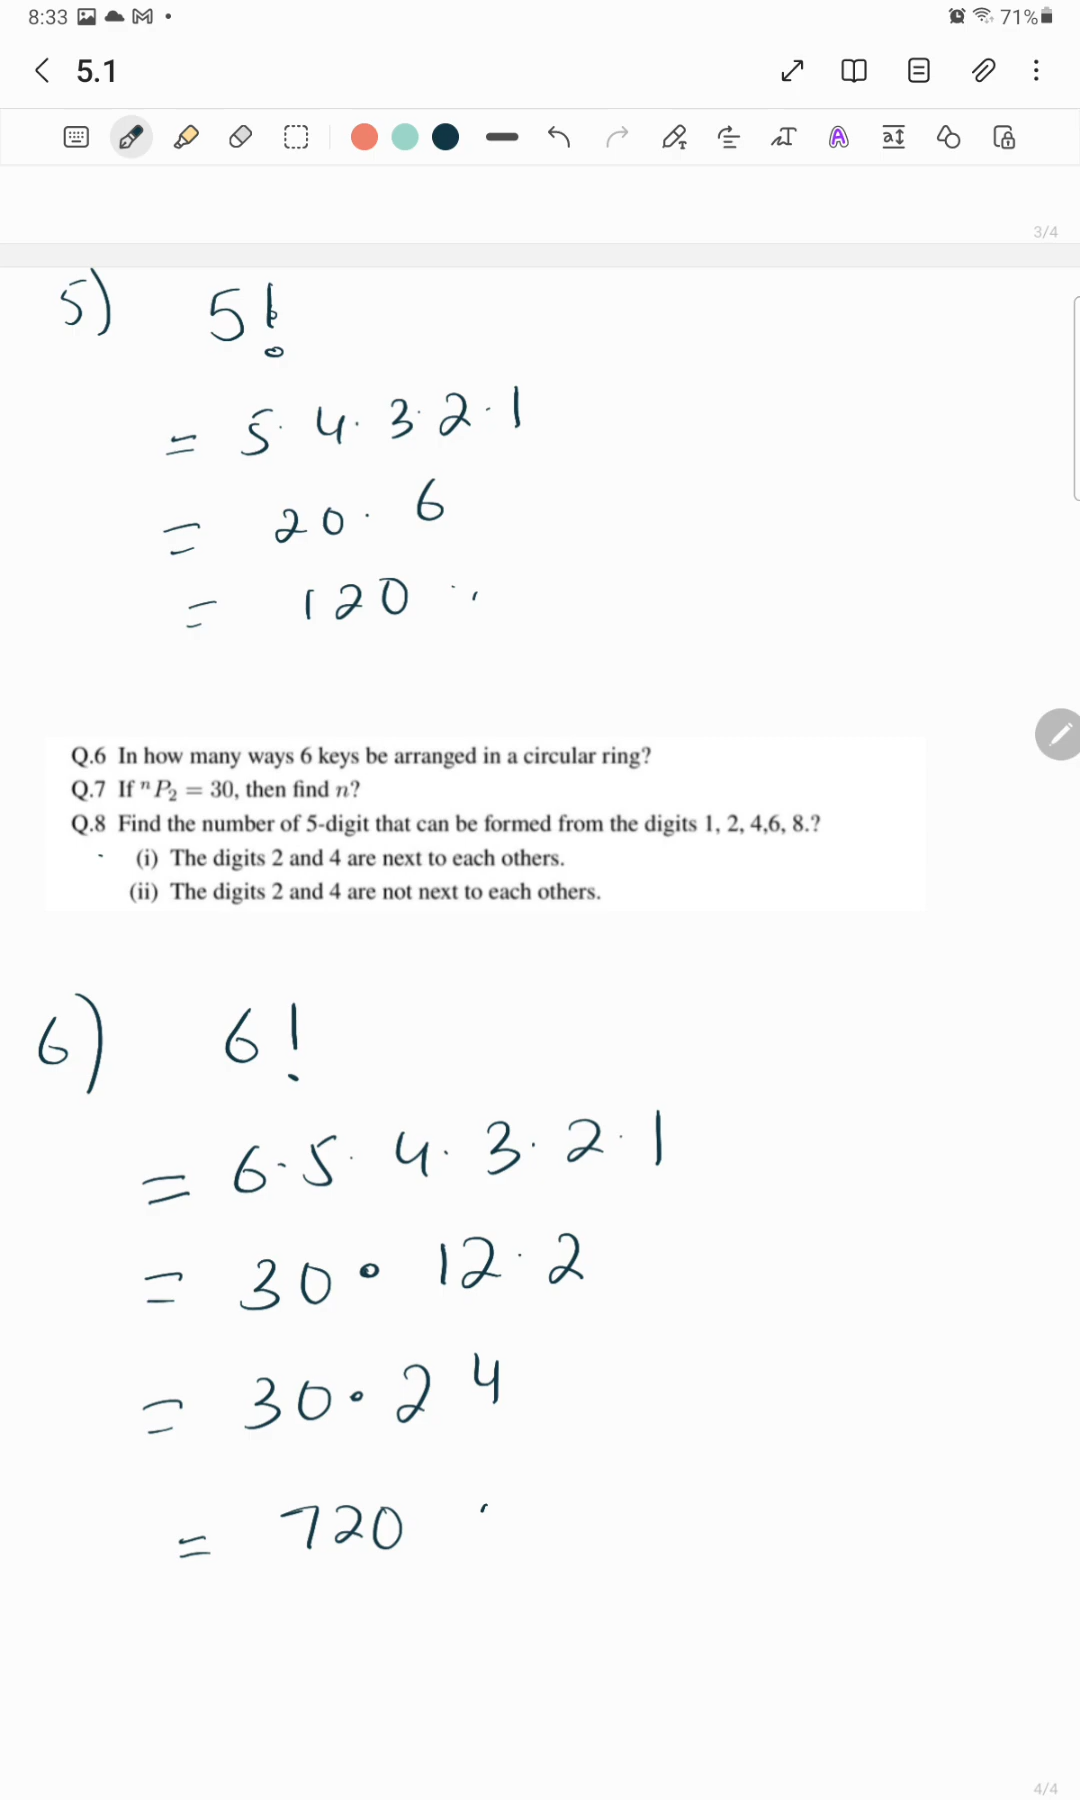 8:33
71%
5.1
3/4
5) 5!
= 5·4·3·2·1
= 20·6
= 120
Q.6 In how many ways 6 keys be arranged in a circular ring?
Q.7 If ⁿP₂ = 30, then find n?
Q.8 Find the number of 5-digit that can be formed from the digits 1, 2, 4,6, 8.?
(i) The digits 2 and 4 are next to each others.
(ii) The digits 2 and 4 are not next to each others.
6) 6!
= 6·5·4·3·2·1
= 30·12·2
= 30·24
= 720
4/4